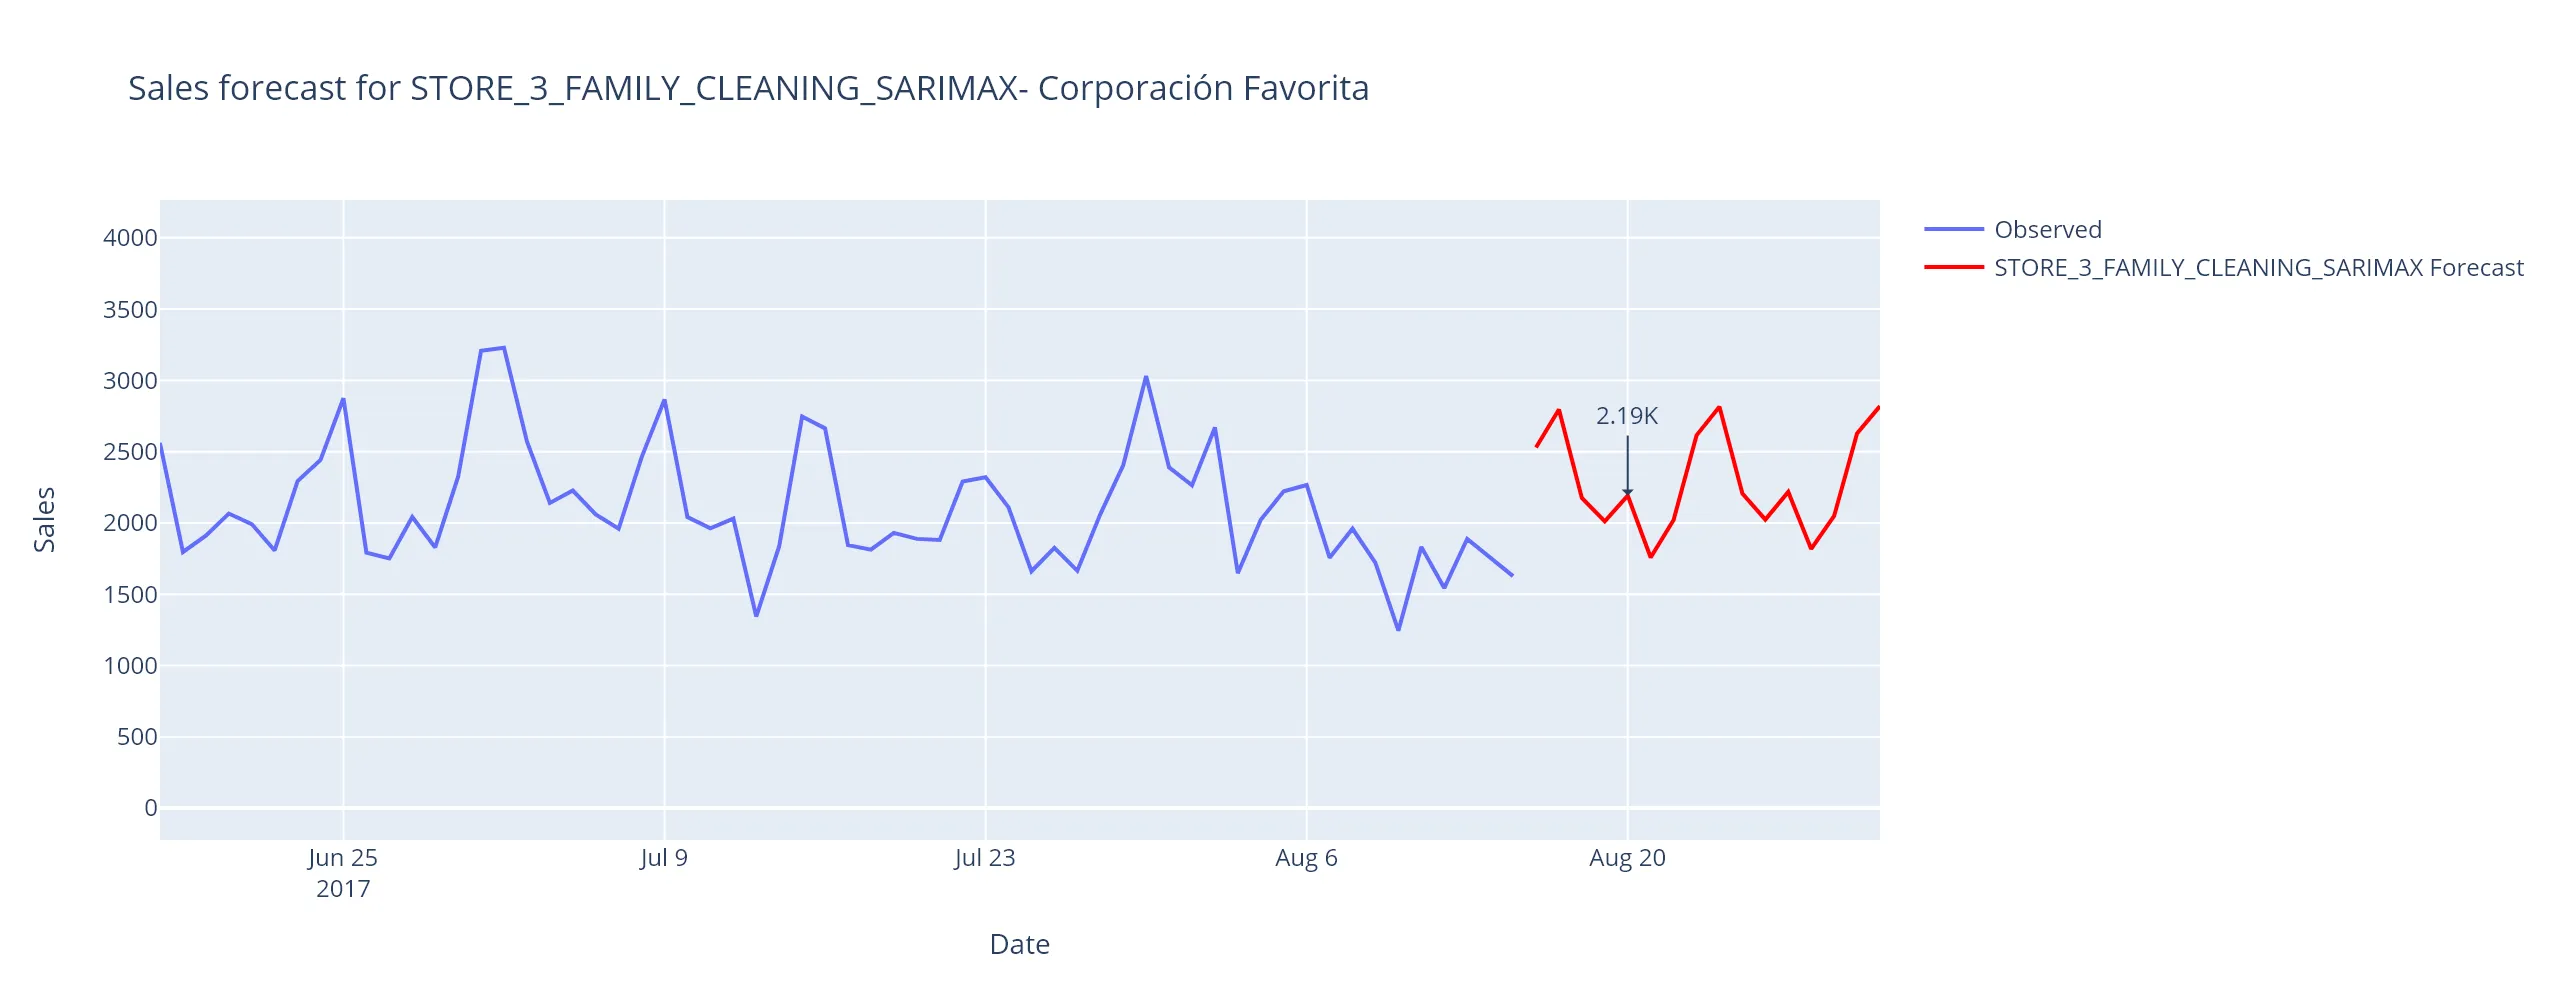 Sales forecast for STORE_3_FAMILY_CLEANING_SARIMAX- Corporación Favorita
Observed
STORE_3_FAMILY_CLEANING_SARIMAX Forecast
4000
3500
3000
2500
2000
1500
1000
500
0
Sales
2.19K
Jun 25
2017
Jul 9
Jul 23
Aug 6
Aug 20
Date